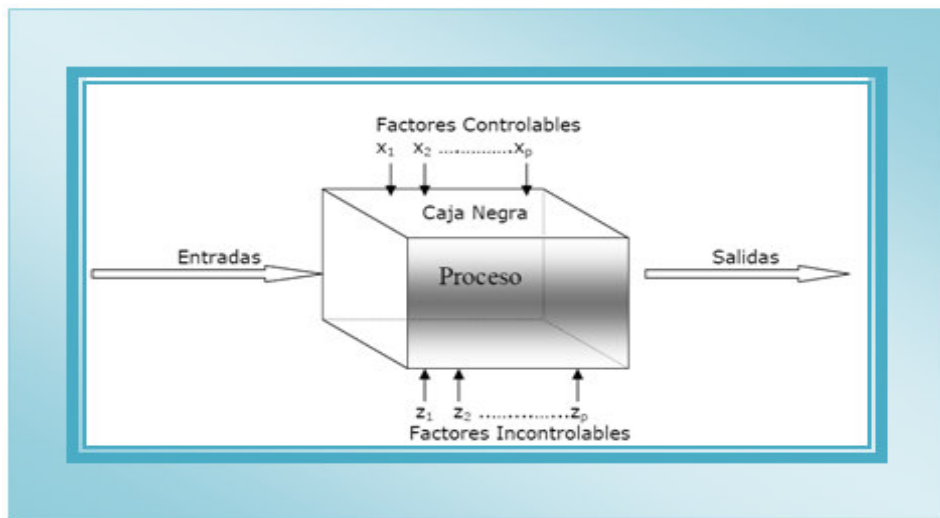 Factores Controlables
x₁ x₂ ................xₚ
Caja Negra
Entradas
Proceso
Salidas
z₁ z₂ ..................zₚ
Factores Incontrolables